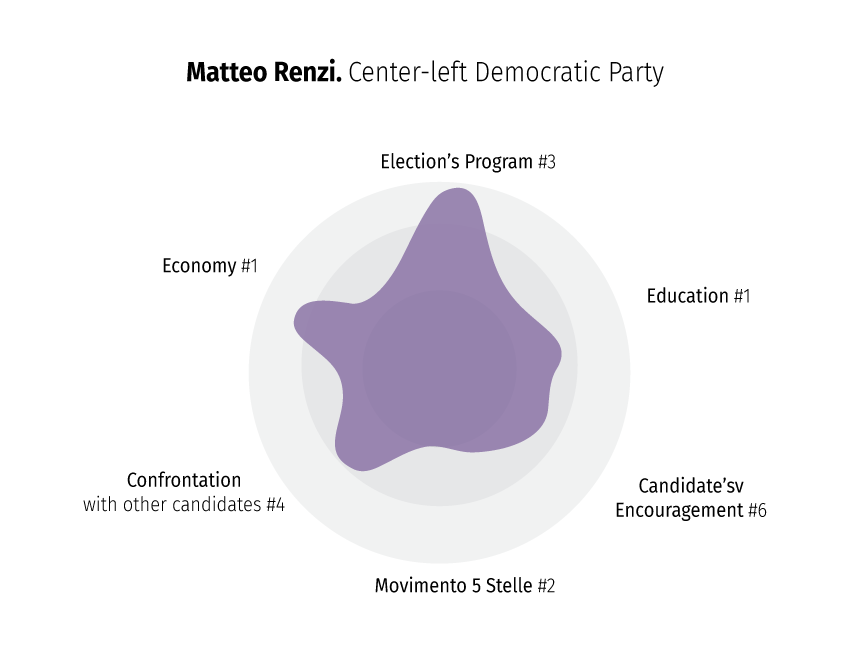 Matteo Renzi. Center-left Democratic Party
Election's Program #3
Economy #1
Education #1
Confrontation
with other candidates #4
Candidate'sv
Encouragement #6
Movimento 5 Stelle #2